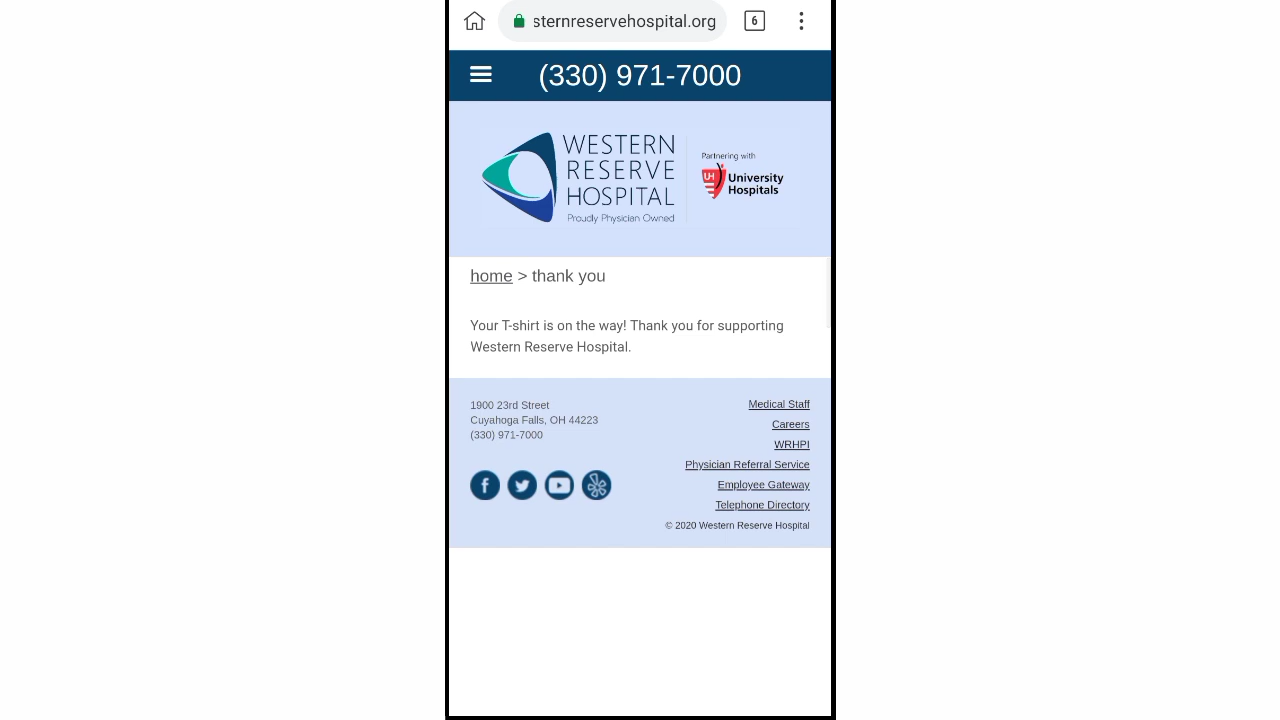 sternreservehospital.org
6
(330) 971-7000
WESTERN
RESERVE
HOSPITAL
Proudly Physician Owned
Partnering with
UH
University
Hospitals
home > thank you
Your T-shirt is on the way! Thank you for supporting
Western Reserve Hospital.
1900 23rd Street
Cuyahoga Falls, OH 44223
(330) 971-7000
Medical Staff
Careers
WRHPI
Physician Referral Service
Employee Gateway
Telephone Directory
© 2020 Western Reserve Hospital